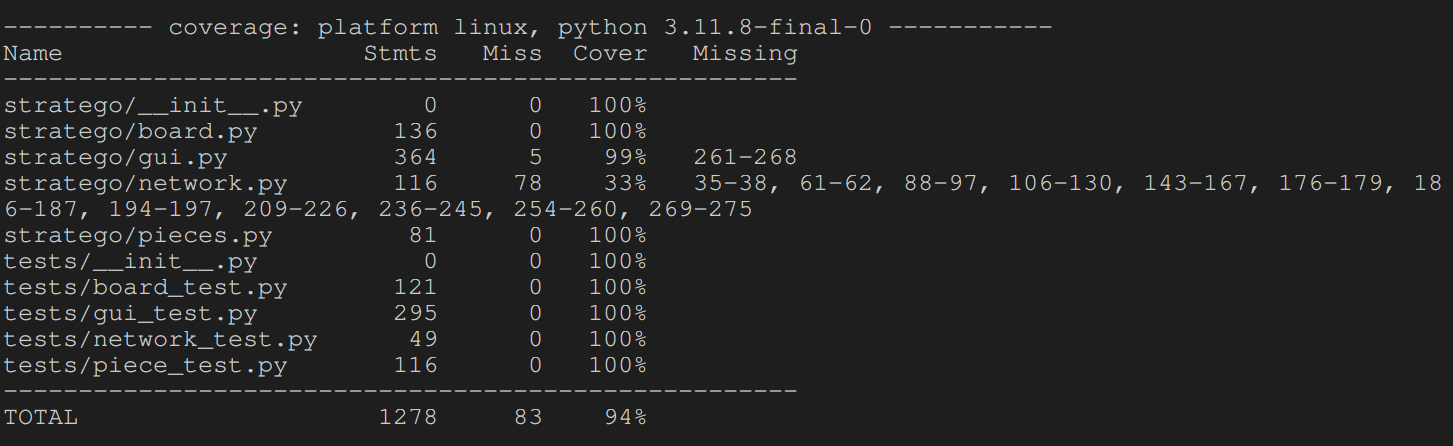 ---------- coverage: platform linux, python 3.11.8-final-0 -----------
Name                    Stmts   Miss  Cover   Missing
-----------------------------------------------------
stratego/__init__.py        0      0   100%
stratego/board.py         136      0   100%
stratego/gui.py           364      5    99%   261-268
stratego/network.py       116     78    33%   35-38, 61-62, 88-97, 106-130, 143-167, 176-179, 18
6-187, 194-197, 209-226, 236-245, 254-260, 269-275
stratego/pieces.py         81      0   100%
tests/__init__.py           0      0   100%
tests/board_test.py       121      0   100%
tests/gui_test.py         295      0   100%
tests/network_test.py      49      0   100%
tests/piece_test.py       116      0   100%
-----------------------------------------------------
TOTAL                    1278     83    94%